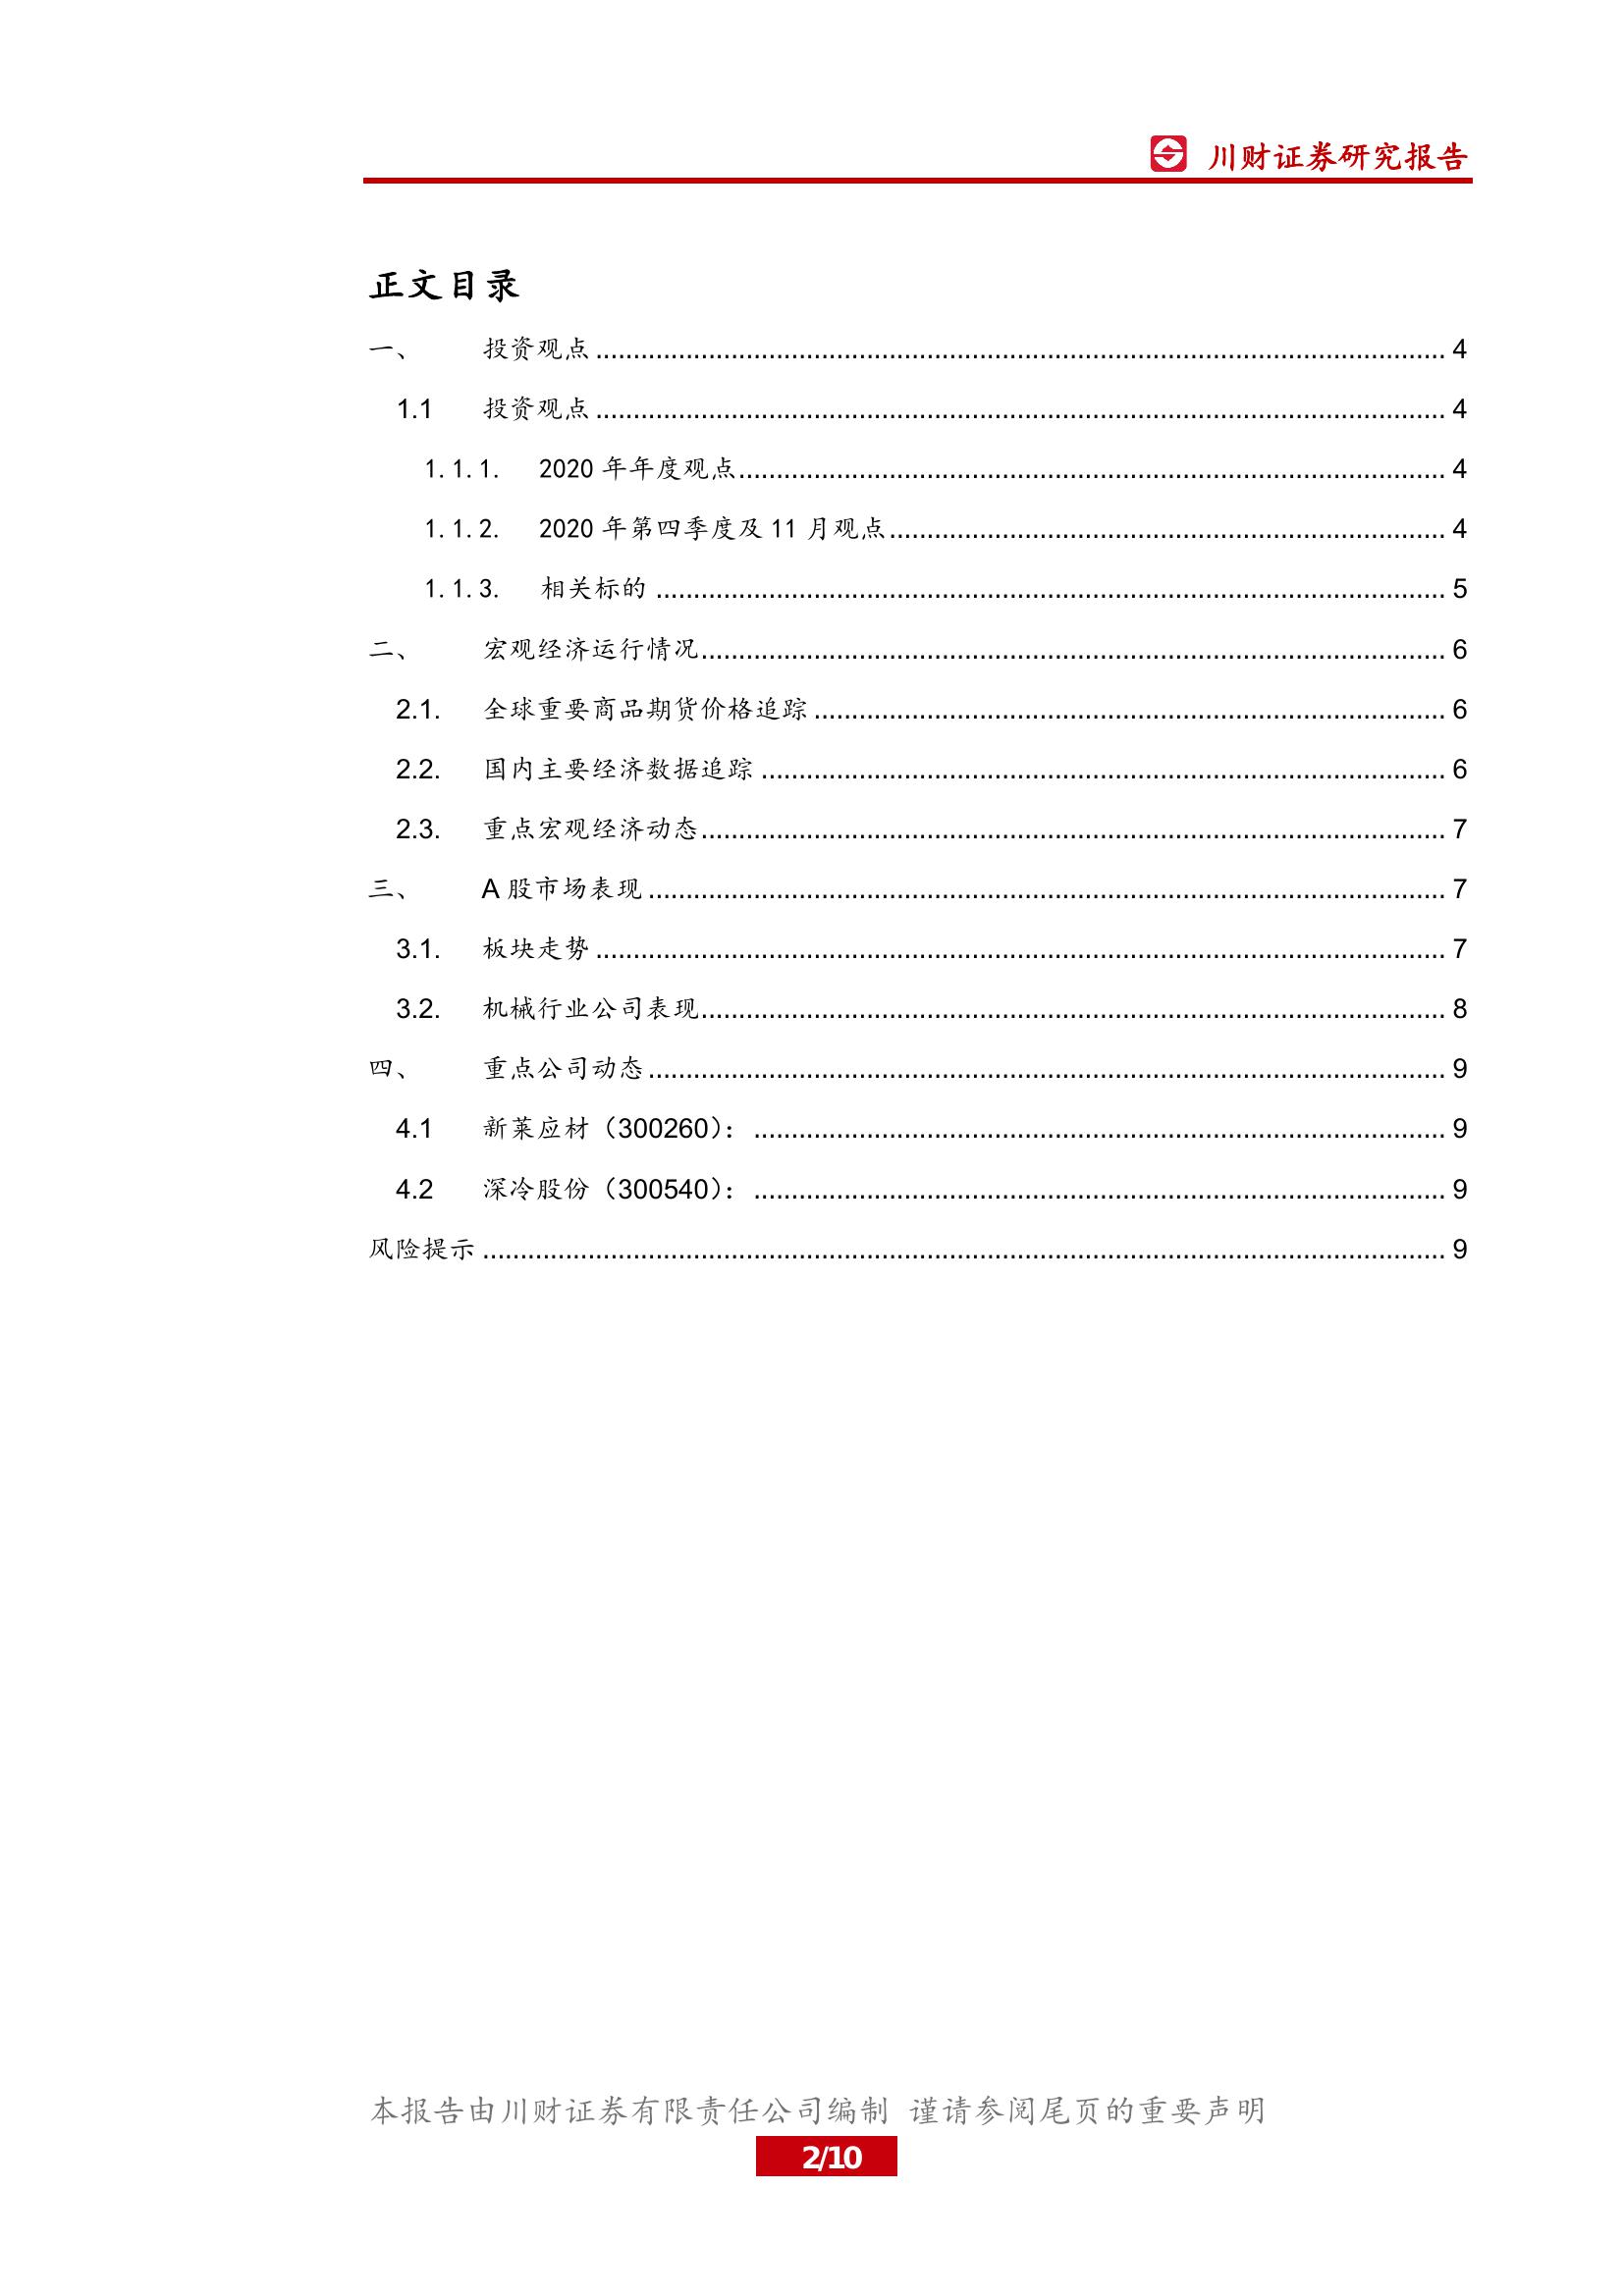 川财证券研究报告
正文目录
一、 投资观点 ........ 4
1.1 投资观点 ........ 4
1.1.1. 2020 年年度观点 ........ 4
1.1.2. 2020 年第四季度及 11 月观点 ........ 4
1.1.3. 相关标的 ........ 5
二、 宏观经济运行情况 ........ 6
2.1. 全球重要商品期货价格追踪 ........ 6
2.2. 国内主要经济数据追踪 ........ 6
2.3. 重点宏观经济动态 ........ 7
三、 A 股市场表现 ........ 7
3.1. 板块走势 ........ 7
3.2. 机械行业公司表现 ........ 8
四、 重点公司动态 ........ 9
4.1 新莱应材（300260）： ........ 9
4.2 深冷股份（300540）： ........ 9
风险提示 ........ 9
本报告由川财证券有限责任公司编制 谨请参阅尾页的重要声明
2/10